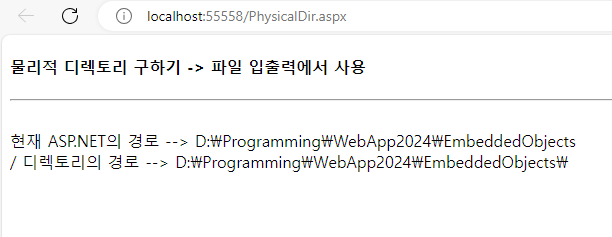 localhost:55558/PhysicalDir.aspx
물리적 디렉토리 구하기 -> 파일 입출력에서 사용
현재 ASP.NET의 경로 --> D:₩Programming₩WebApp2024₩EmbeddedObjects
/ 디렉토리의 경로 --> D:₩Programming₩WebApp2024₩EmbeddedObjects₩